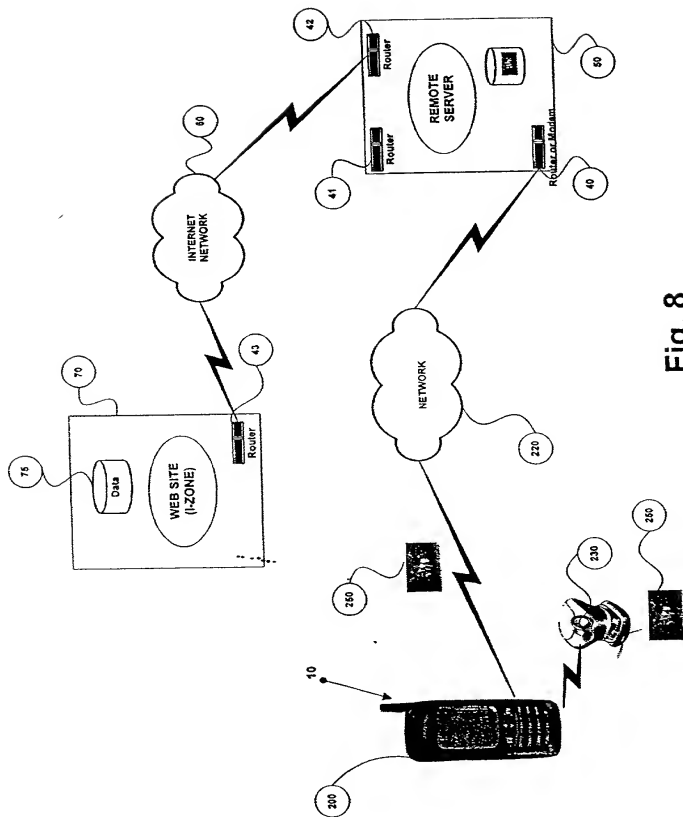 75
70
Data
WEB SITE
(I-ZONE)
Router
43
60
INTERNET
NETWORK
42
Router
41
Router
REMOTE
SERVER
Router or Modem
40
50
10
200
250
NETWORK
220
230
250
Fig. 8